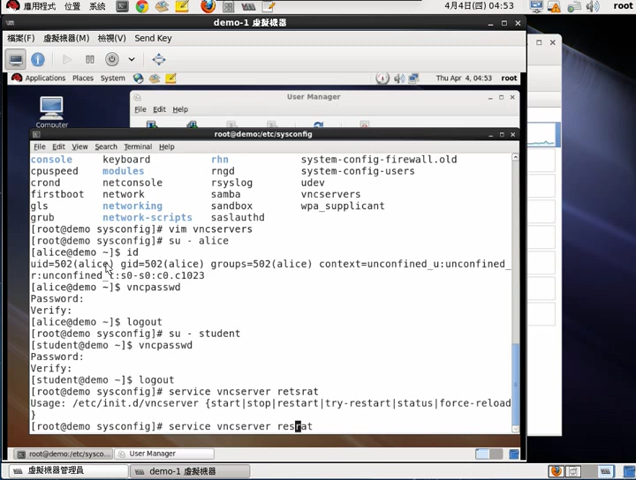 應用程式 位置 系統 4月4日(四) 04:53 root
demo-1 虛擬機器
檔案(F) 虛擬機器(M) 檢視(V) Send Key
Applications Places System Thu Apr 4, 04:53 root
Computer
User Manager
File Edit Help
root@demo:/etc/sysconfig
File Edit View Search Terminal Help
console keyboard rhn system-config-firewall.old
cpuspeed modules rngd system-config-users
crond netconsole rsyslog udev
firstboot network samba vncservers
gls networking sandbox wpa_supplicant
grub network-scripts saslauthd
[root@demo sysconfig]# vim vncservers
[root@demo sysconfig]# su - alice
[alice@demo ~]$ id
uid=502(alice) gid=502(alice) groups=502(alice) context=unconfined_u:unconfined_
r:unconfined_t:s0-s0:c0.c1023
[alice@demo ~]$ vncpasswd
Password:
Verify:
[alice@demo ~]$ logout
[root@demo sysconfig]# su - student
[student@demo ~]$ vncpasswd
Password:
Verify:
[student@demo ~]$ logout
[root@demo sysconfig]# service vncserver retsrat
Usage: /etc/init.d/vncserver {start|stop|restart|try-restart|status|force-reload
}
[root@demo sysconfig]# service vncserver resrat
root@demo:/etc/sysco... User Manager
虛擬機器管理員 demo-1 虛擬機器